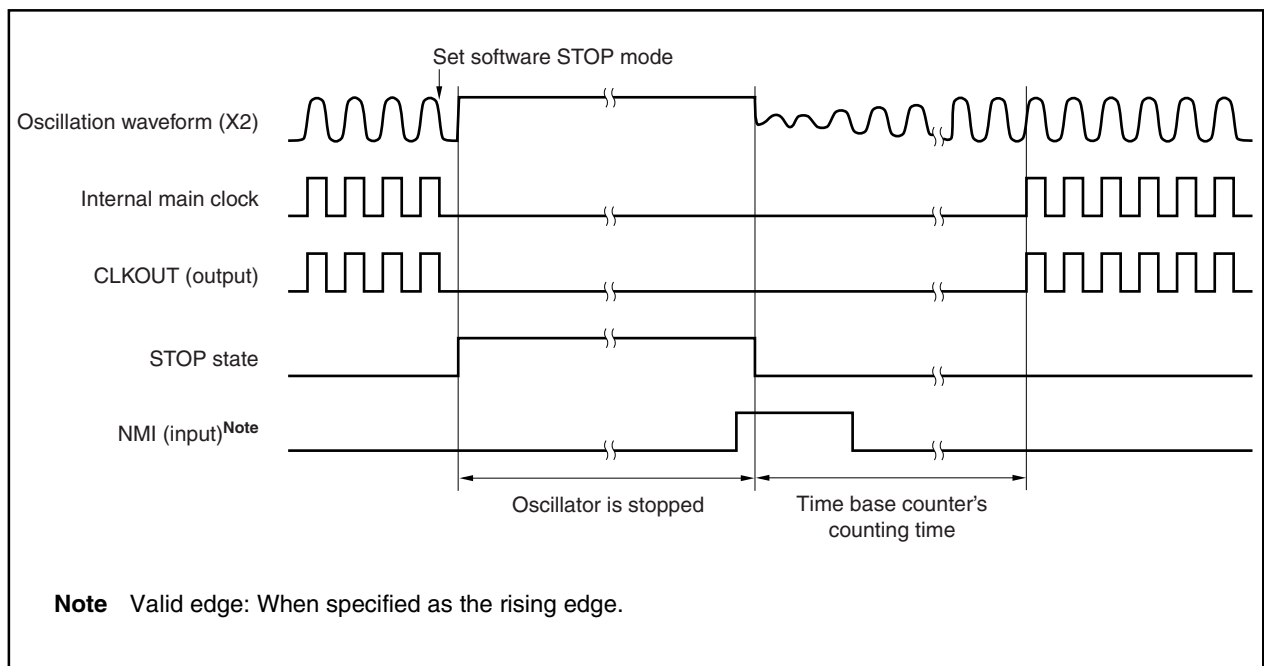 Set software STOP mode
Oscillation waveform (X2)
Internal main clock
CLKOUT (output)
STOP state
NMI (input)Note
Oscillator is stopped
Time base counter's
counting time
Note Valid edge: When specified as the rising edge.